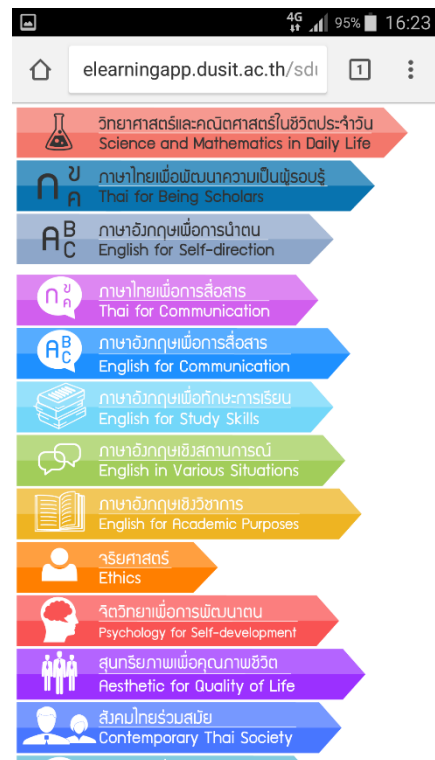 4G 95% 16:23
elearningapp.dusit.ac.th/sdu 1
วิทยาศาสตร์และคณิตศาสตร์ในชีวิตประจำวัน
Science and Mathematics in Daily Life
ก ข ค
ภาษาไทยเพื่อพัฒนาความเป็นผู้รอบรู้
Thai for Being Scholars
A B C
ภาษาอังกฤษเพื่อการนำตน
English for Self-direction
ก ข ค
ภาษาไทยเพื่อการสื่อสาร
Thai for Communication
A B C
ภาษาอังกฤษเพื่อการสื่อสาร
English for Communication
ภาษาอังกฤษเพื่อทักษะการเรียน
English for Study Skills
ภาษาอังกฤษเชิงสถานการณ์
English in Various Situations
ภาษาอังกฤษเชิงวิชาการ
English for Academic Purposes
จริยศาสตร์
Ethics
จิตวิทยาเพื่อการพัฒนาตน
Psychology for Self-development
สุนทรียภาพเพื่อคุณภาพชีวิต
Aesthetic for Quality of Life
สังคมไทยร่วมสมัย
Contemporary Thai Society